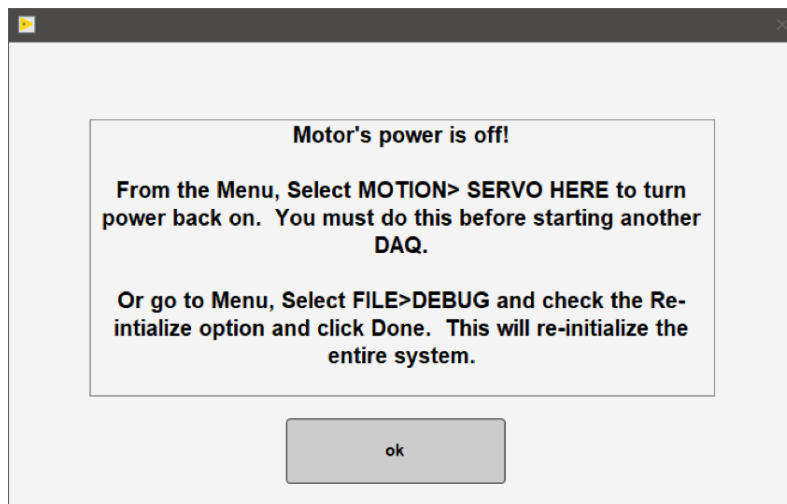 Motor's power is off!
From the Menu, Select MOTION> SERVO HERE to turn
power back on.  You must do this before starting another
DAQ.
Or go to Menu, Select FILE>DEBUG and check the Re-
intialize option and click Done.  This will re-initialize the
entire system.
ok